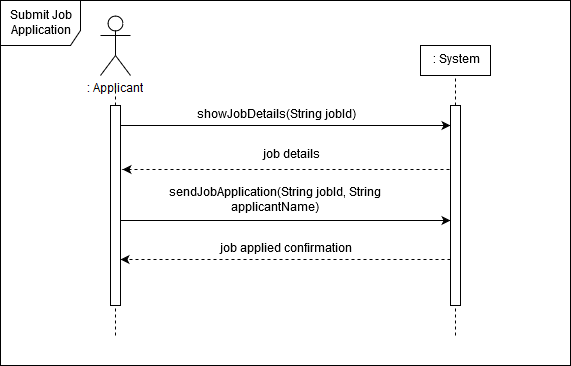 Submit Job
Application
: Applicant
: System
showJobDetails(String jobId)
job details
sendJobApplication(String jobId, String
applicantName)
job applied confirmation